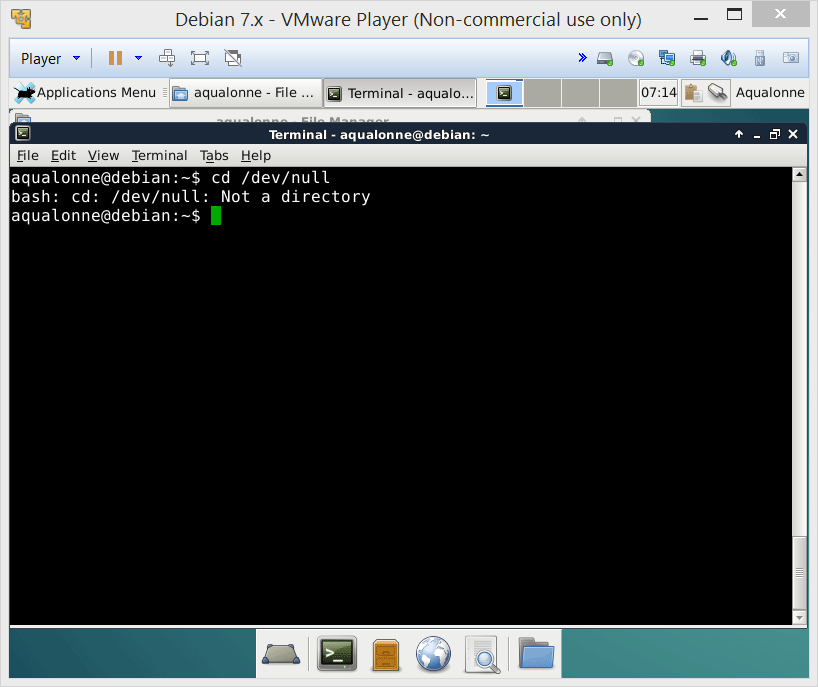 Debian 7.x - VMware Player (Non-commercial use only)
Player
Applications Menu
aqualonne - File ...
Terminal - aqualo...
07:14
Aqualonne
aqualonne - File Manager
Terminal - aqualonne@debian: ~
File Edit View Terminal Tabs Help
aqualonne@debian:~$ cd /dev/null
bash: cd: /dev/null: Not a directory
aqualonne@debian:~$